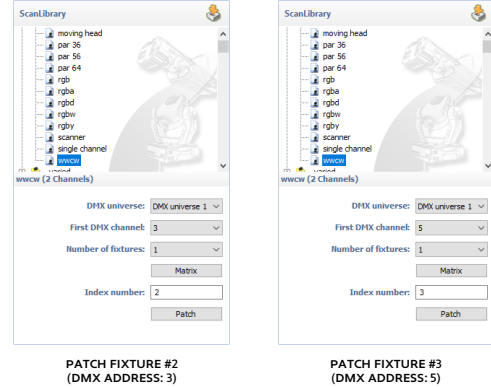 ScanLibrary
moving head
par 36
par 56
par 64
rgb
rgba
rgbd
rgbw
rgby
scanner
single channel
wwcw
varied
wwcw (2 Channels)
DMX universe: DMX universe 1
First DMX channel: 3
Number of fixtures: 1
Matrix
Index number: 2
Patch
PATCH FIXTURE #2
(DMX ADDRESS: 3)
ScanLibrary
moving head
par 36
par 56
par 64
rgb
rgba
rgbd
rgbw
rgby
scanner
single channel
wwcw
varied
wwcw (2 Channels)
DMX universe: DMX universe 1
First DMX channel: 5
Number of fixtures: 1
Matrix
Index number: 3
Patch
PATCH FIXTURE #3
(DMX ADDRESS: 5)